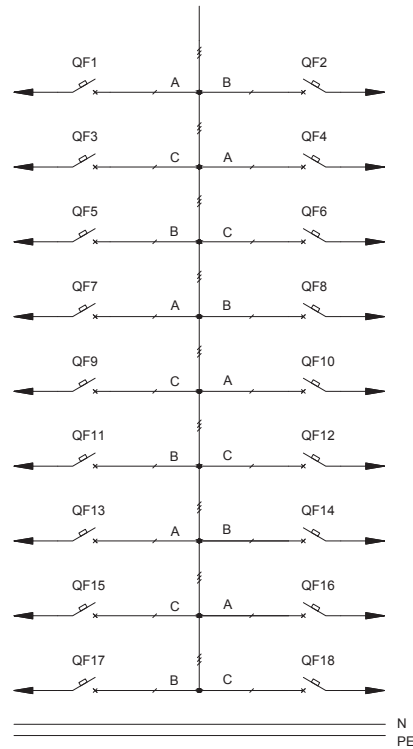 QF1 QF2
A B
QF3 QF4
C A
QF5 QF6
B C
QF7 QF8
A B
QF9 QF10
C A
QF11 QF12
B C
QF13 QF14
A B
QF15 QF16
C A
QF17 QF18
B C
N
PE